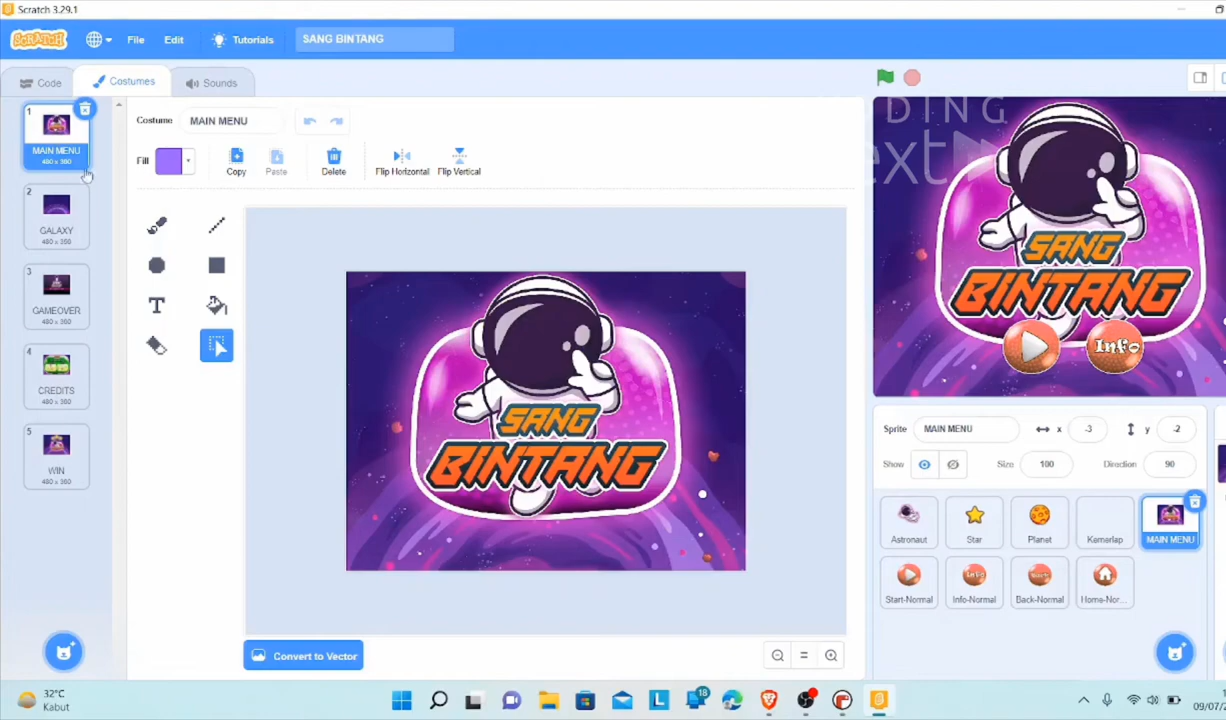 Scratch 3.29.1
SCRATCH File Edit Tutorials SANG BINTANG
Code Costumes Sounds
1
MAIN MENU
480 x 360
2
GALAXY
480 x 360
3
GAMEOVER
480 x 360
4
CREDITS
480 x 360
5
WIN
480 x 360
Costume MAIN MENU
Fill Copy Paste Delete Flip Horizontal Flip Vertical
T
SANG
BINTANG
Convert to Vector
DING
ext
SANG
BINTANG
Info
Sprite MAIN MENU x -3 y -2
Show Size 100 Direction 90
Astronaut Star Planet Kemerlap MAIN MENU
Start-Normal Info-Normal Back-Normal Home-Nor...
32°C
Kabut
L
18